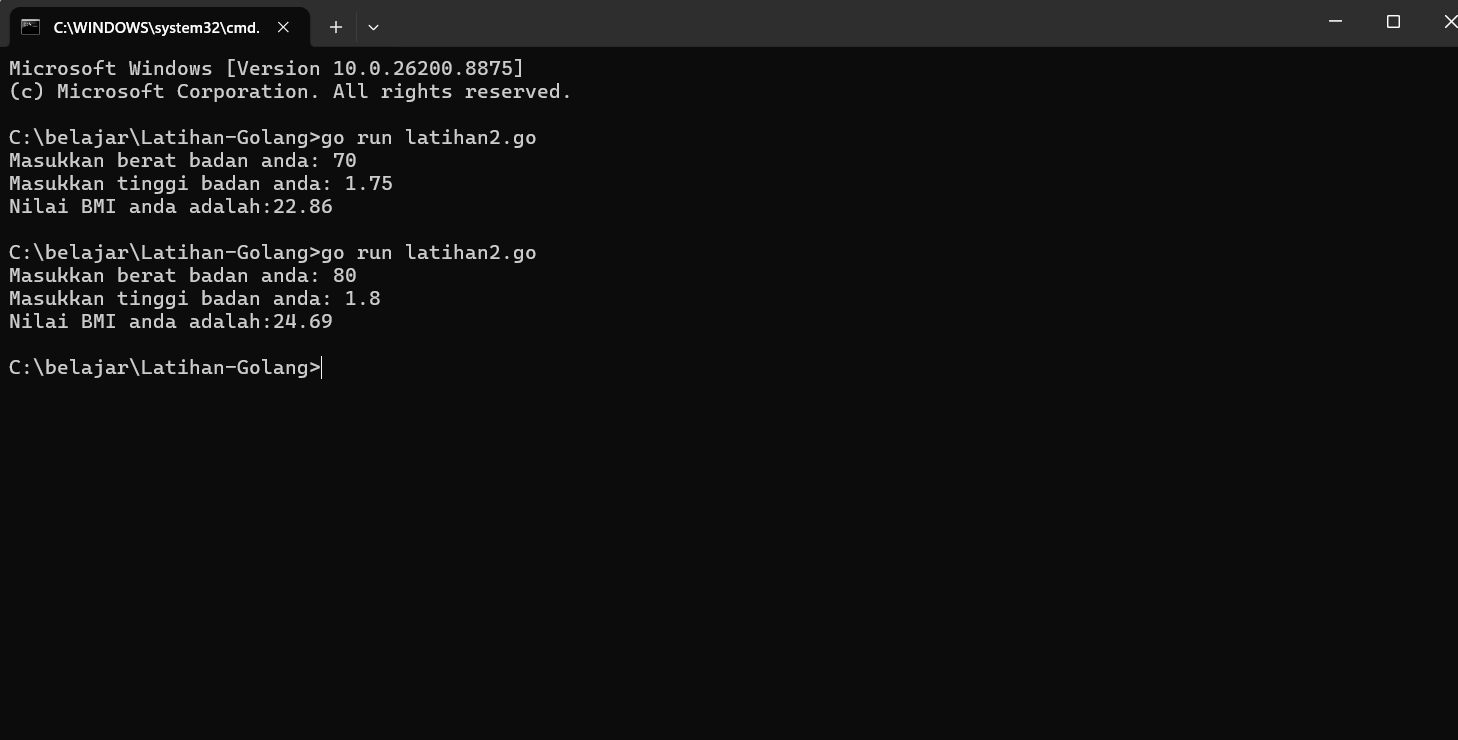 C:\WINDOWS\system32\cmd.
Microsoft Windows [Version 10.0.26200.8875]
(c) Microsoft Corporation. All rights reserved.
C:\belajar\Latihan-Golang>go run latihan2.go
Masukkan berat badan anda: 70
Masukkan tinggi badan anda: 1.75
Nilai BMI anda adalah:22.86
C:\belajar\Latihan-Golang>go run latihan2.go
Masukkan berat badan anda: 80
Masukkan tinggi badan anda: 1.8
Nilai BMI anda adalah:24.69
C:\belajar\Latihan-Golang>